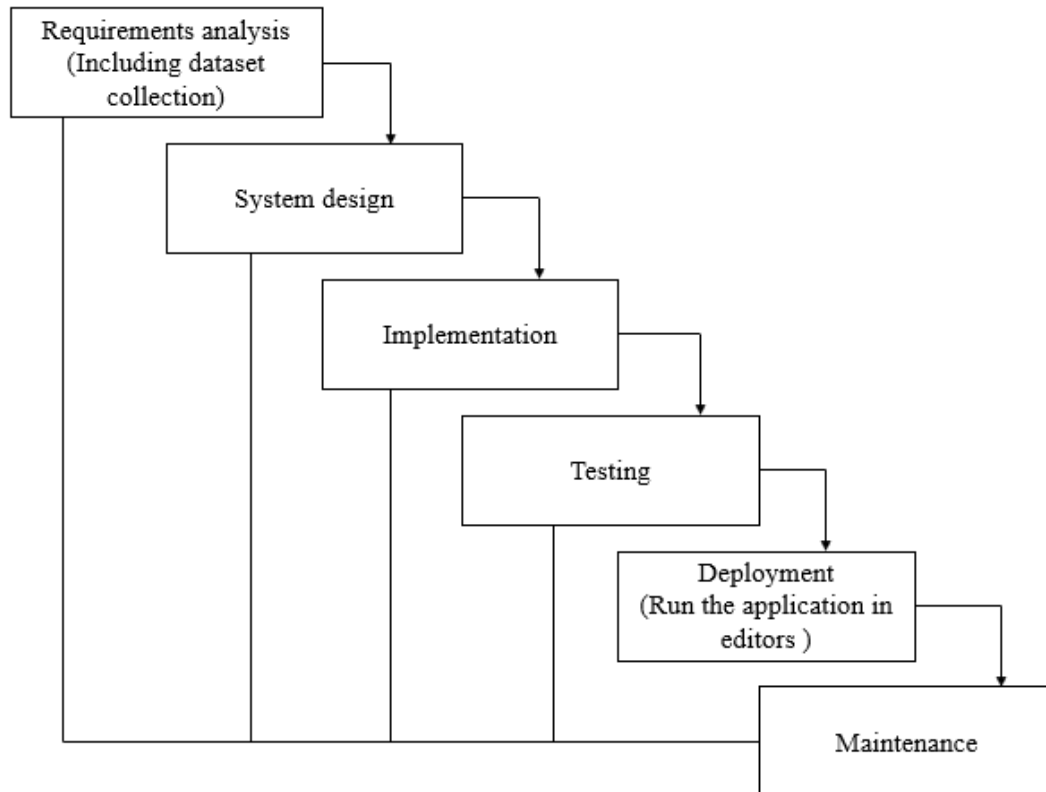 Requirements analysis
(Including dataset
collection)
System design
Implementation
Testing
Deployment
(Run the application in
editors )
Maintenance